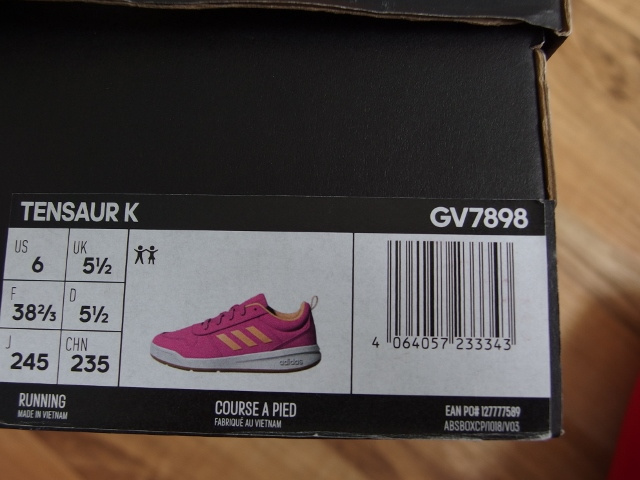 TENSAUR K GV7898
US 6 UK 5½
F 38⅔ D 5½
J 245 CHN 235
adidas
4 064057 233343
RUNNING
MADE IN VIETNAM
COURSE A PIED
FABRIQUÉ AU VIETNAM
EAN PO# 127777589
ABSBOXCP/1018/V03